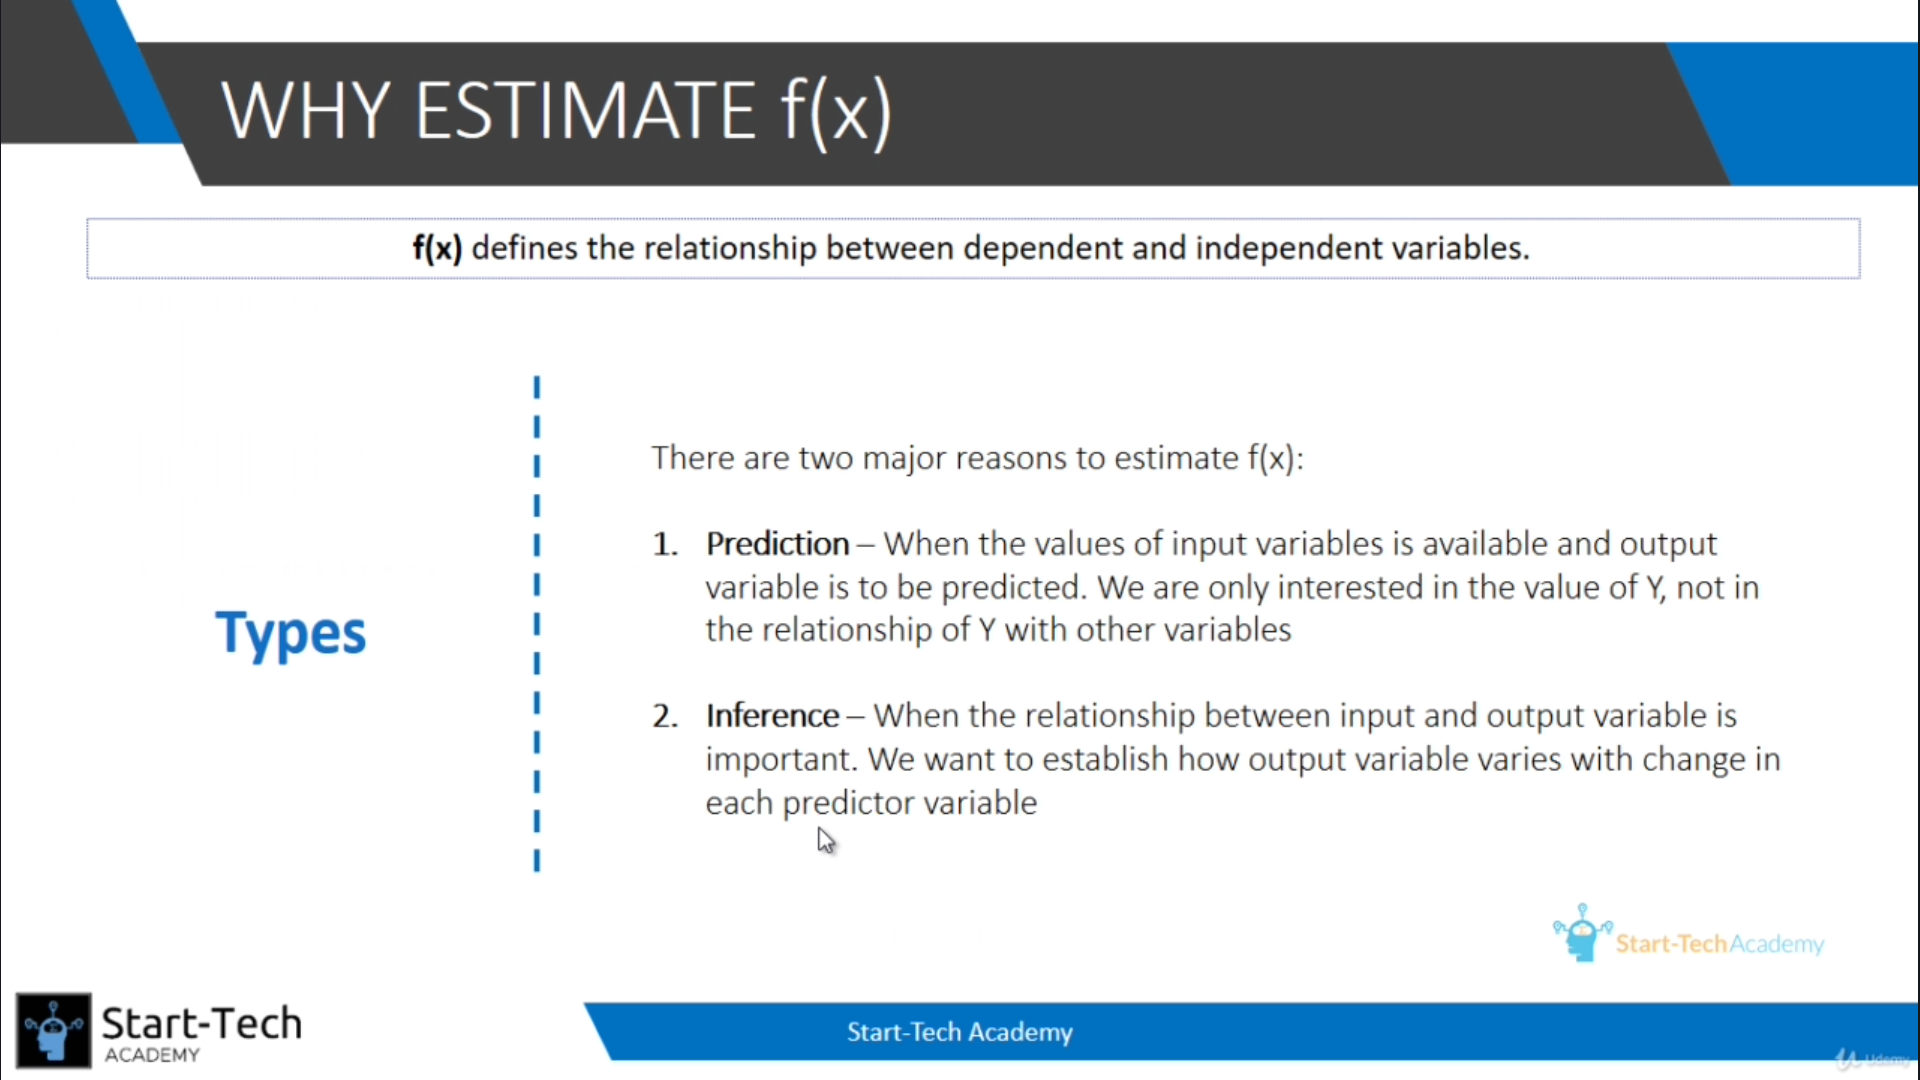 WHY ESTIMATE f(x)
f(x) defines the relationship between dependent and independent variables.
There are two major reasons to estimate f(x):
1. Prediction – When the values of input variables is available and output
variable is to be predicted. We are only interested in the value of Y, not in
the relationship of Y with other variables
Types
2. Inference – When the relationship between input and output variable is
important. We want to establish how output variable varies with change in
each predictor variable
Start-TechAcademy
Start-Tech
ACADEMY
Start-Tech Academy
Udemy